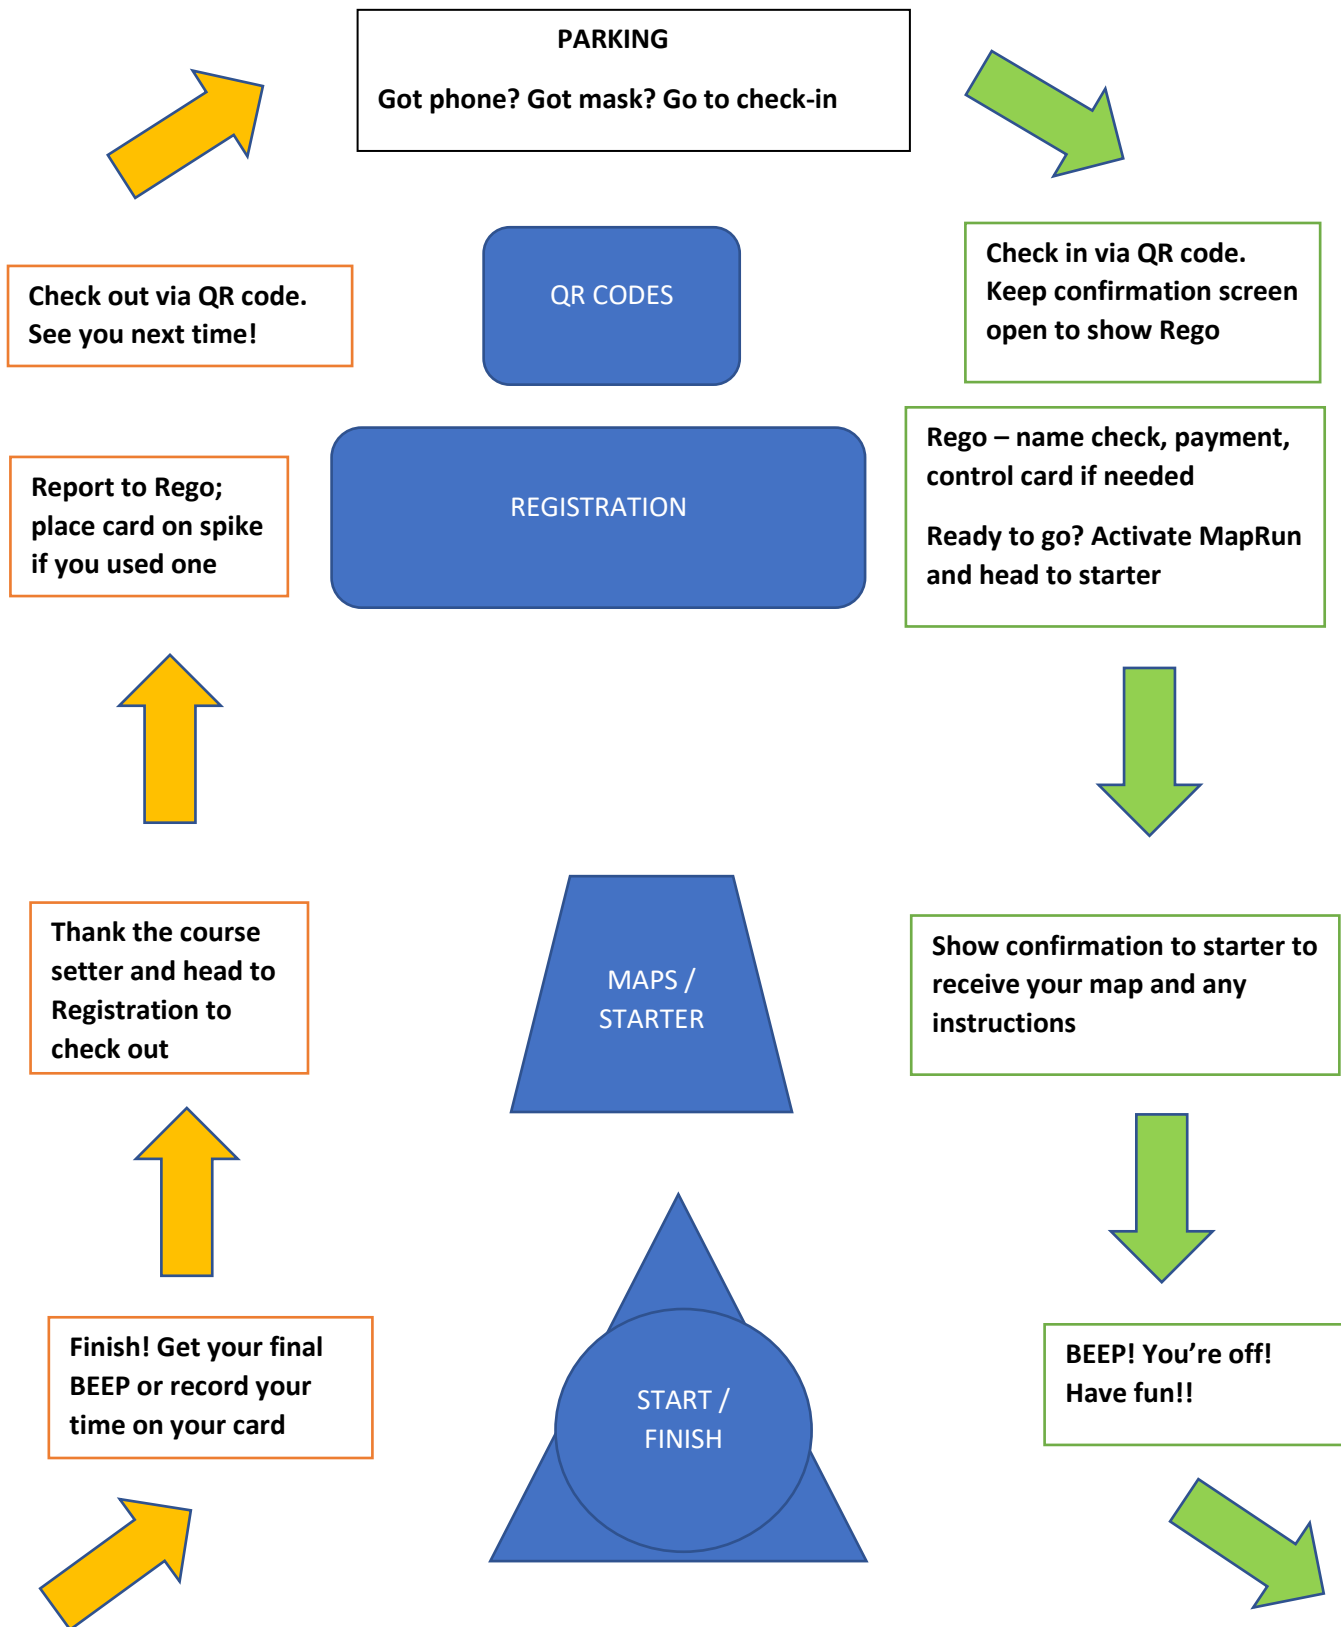 PARKING
Got phone? Got mask? Go to check-in
QR CODES
Check in via QR code.
Keep confirmation screen
open to show Rego
Check out via QR code.
See you next time!
REGISTRATION
Rego – name check, payment,
control card if needed
Ready to go? Activate MapRun
and head to starter
Report to Rego;
place card on spike
if you used one
MAPS /
STARTER
Show confirmation to starter to
receive your map and any
instructions
Thank the course
setter and head to
Registration to
check out
START /
FINISH
BEEP! You’re off!
Have fun!!
Finish! Get your final
BEEP or record your
time on your card